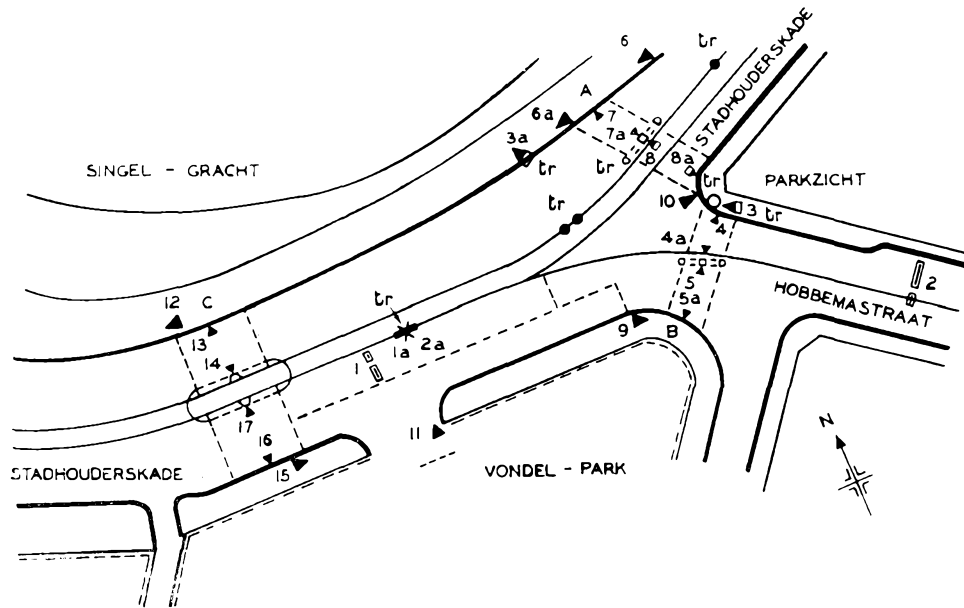 6
tr
STADHOUDERSKADE
A
6a
7
7a
3a
tr
tr
8
8a
tr
SINGEL - GRACHT
PARKZICHT
10
3 tr
4
tr
4a
12
C
13
tr
5
5a
2
HOBBEMASTRAAT
14
1
1a
2a
9
B
17
11
16
15
STADHOUDERSKADE
VONDEL - PARK
N